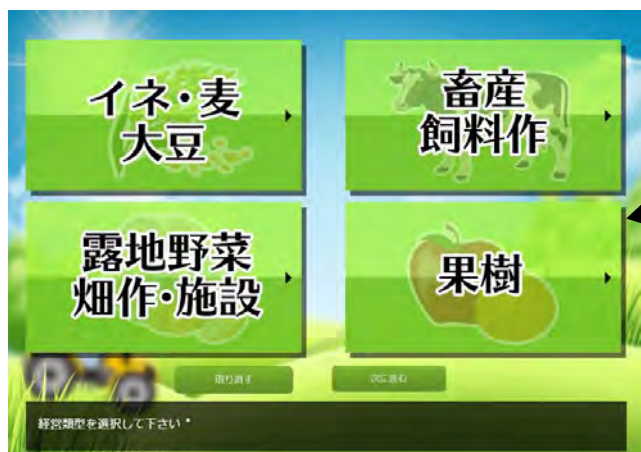 イネ・麦
大豆
畜産
飼料作
露地野菜
畑作・施設
果樹
取り消す
次に進む
経営類型を選択して下さい *